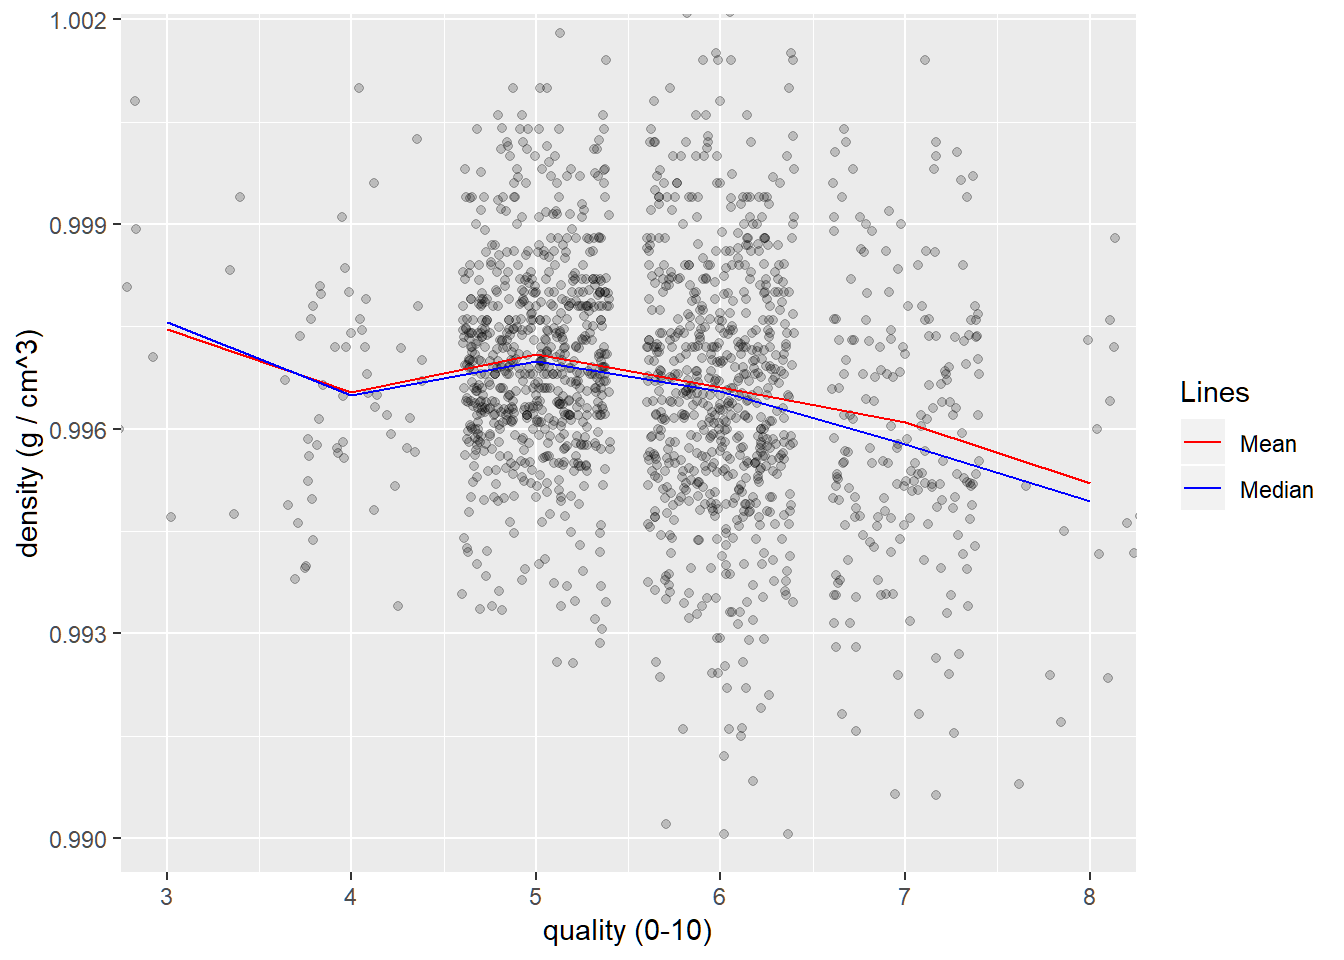 1.002
0.999
0.996
0.993
0.990
density (g / cm^3)
3 4 5 6 7 8
quality (0-10)
Lines
Mean
Median